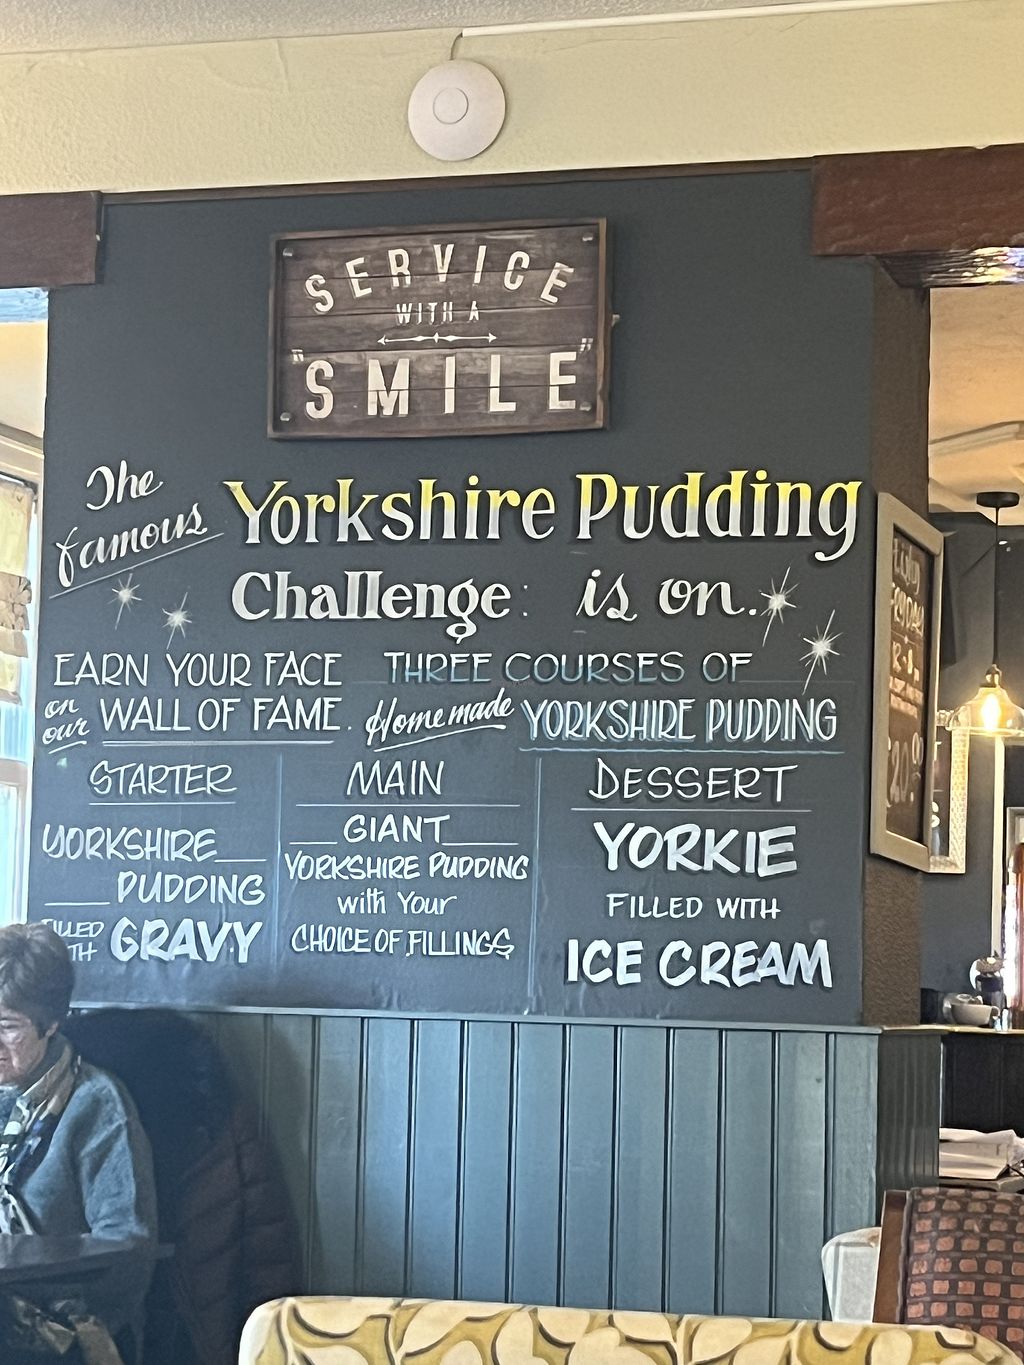 SERVICE
WITH A
"SMILE"
The
famous
Yorkshire Pudding
Challenge: is on.
EARN YOUR FACE
on our WALL OF FAME.
THREE COURSES OF
Homemade YORKSHIRE PUDDING
STARTER
YORKSHIRE
PUDDING
FILLED WITH GRAVY
MAIN
GIANT
YORKSHIRE PUDDING
with Your
CHOICE OF FILLINGS
DESSERT
YORKIE
FILLED WITH
ICE CREAM